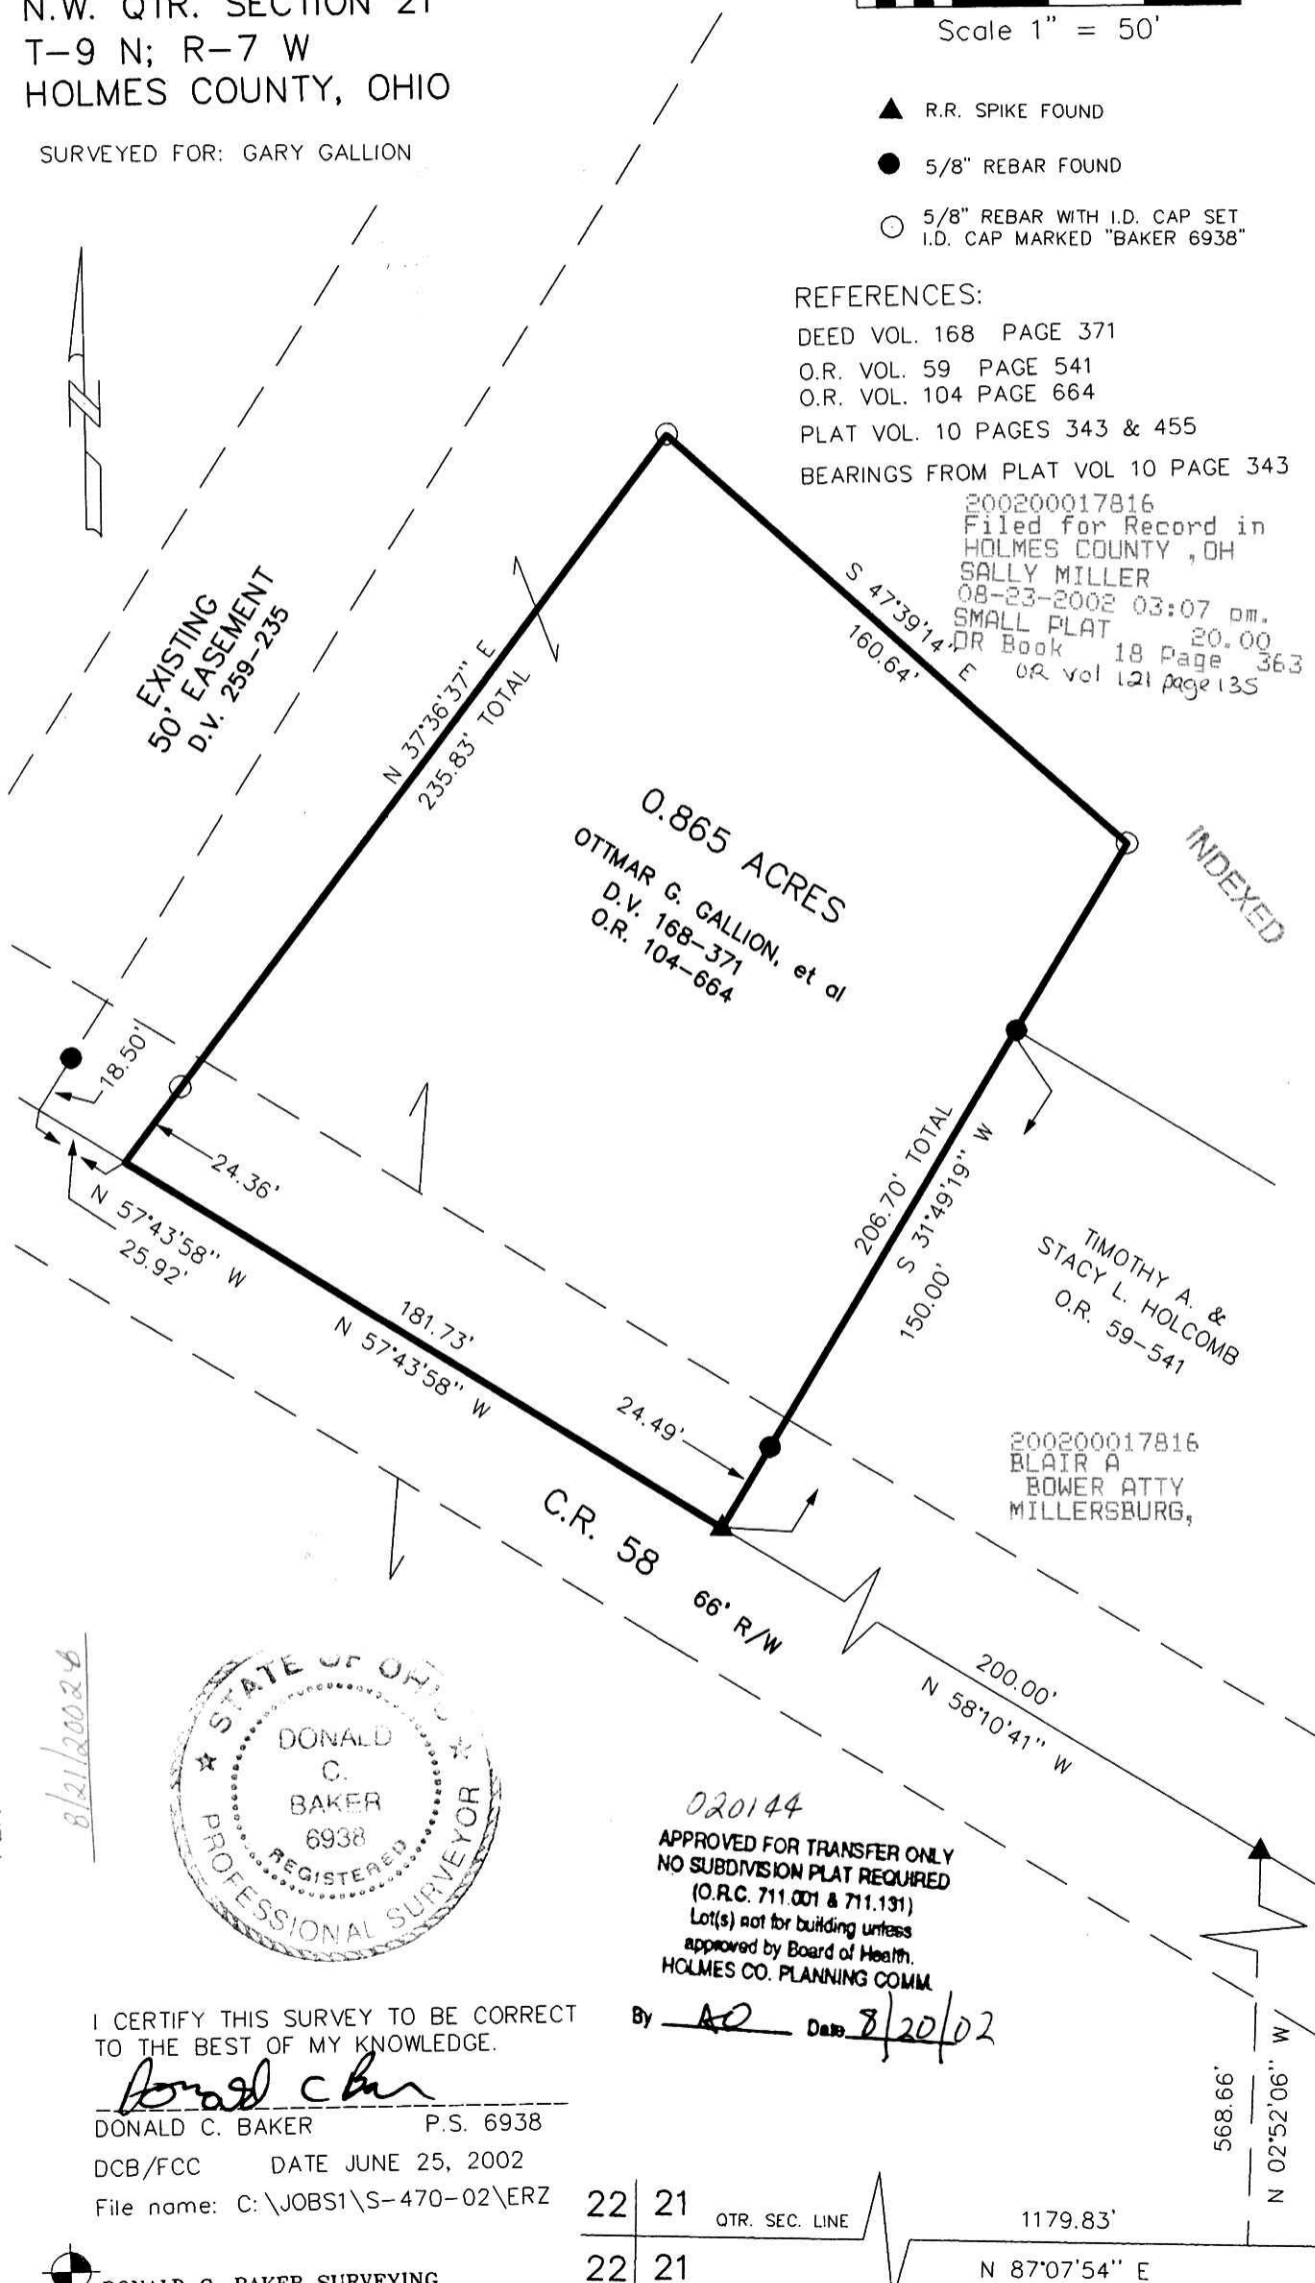 N.W. QTR. SECTION 21
T-9 N; R-7 W
HOLMES COUNTY, OHIO
SURVEYED FOR: GARY GALLION
Scale 1" = 50'
R.R. SPIKE FOUND
5/8" REBAR FOUND
5/8" REBAR WITH I.D. CAP SET
I.D. CAP MARKED "BAKER 6938"
REFERENCES:
DEED VOL. 168 PAGE 371
O.R. VOL. 59 PAGE 541
O.R. VOL. 104 PAGE 664
PLAT VOL. 10 PAGES 343 & 455
BEARINGS FROM PLAT VOL 10 PAGE 343
200200017816
Filed for Record in
HOLMES COUNTY , OH
SALLY MILLER
08-23-2002 03:07 pm.
SMALL PLAT 20.00
OR Book 18 Page 363
OR vol 121 page 135
N
EXISTING
50' EASEMENT
D.V. 259-235
N 37°36'37" E
235.83' TOTAL
S 47°39'14" E
160.64'
0.865 ACRES
OTTMAR G. GALLION, et al
D.V. 168-371
O.R. 104-664
INDEXED
18.50'
24.36'
N 57°43'58" W
25.92'
181.73'
N 57°43'58" W
206.70' TOTAL
S 31°49'19" W
150.00'
24.49'
TIMOTHY A. &
STACY L. HOLCOMB
O.R. 59-541
200200017816
BLAIR A
BOWER ATTY
MILLERSBURG,
C.R. 58 66' R/W
200.00'
N 58°10'41" W
STATE OF OHIO
DONALD
C.
BAKER
6938
REGISTERED
PROFESSIONAL SURVEYOR
020144
APPROVED FOR TRANSFER ONLY
NO SUBDIVISION PLAT REQUIRED
(O.R.C. 711.001 & 711.131)
Lot(s) not for building unless
approved by Board of Health.
HOLMES CO. PLANNING COMM.
By AO Date 8/20/02
I CERTIFY THIS SURVEY TO BE CORRECT
TO THE BEST OF MY KNOWLEDGE.
DONALD C. BAKER P.S. 6938
DCB/FCC DATE JUNE 25, 2002
File name: C:\JOBS1\S-470-02\ERZ
568.66'
N 02°52'06" W
22 21 QTR. SEC. LINE 1179.83'
22 21 N 87°07'54" E
DONALD C. BAKER SURVEYING